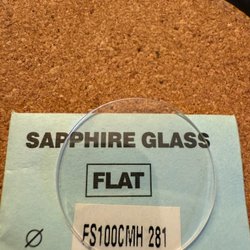 SAPPHIRE GLASS
FLAT
FS100CMH 281
Ø